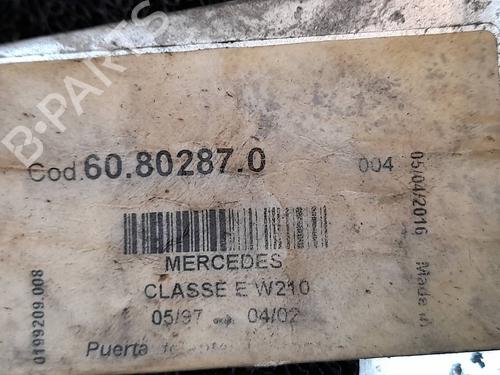 B-PARTS
Cod.60.80287.0
004
05/04/2016
Made in
MERCEDES
CLASSE E W210
05/97 04/02
Puerta
0199209.008